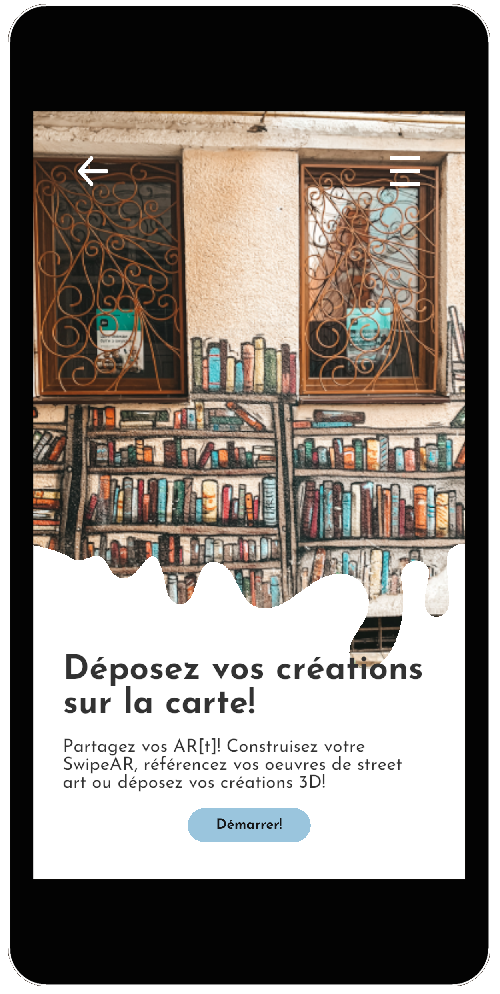 Déposez vos créations
sur la carte!
Partagez vos AR[t]! Construisez votre
SwipeAR, référencez vos oeuvres de street
art ou déposez vos créations 3D!
Démarrer!